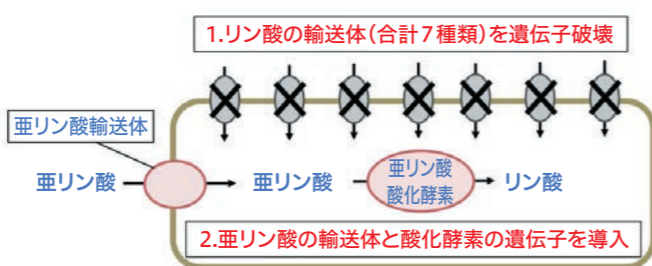 1.リン酸の輸送体(合計7種類)を遺伝子破壊
亜リン酸輸送体
亜リン酸
亜リン酸
亜リン酸
酸化酵素
リン酸
2.亜リン酸の輸送体と酸化酵素の遺伝子を導入